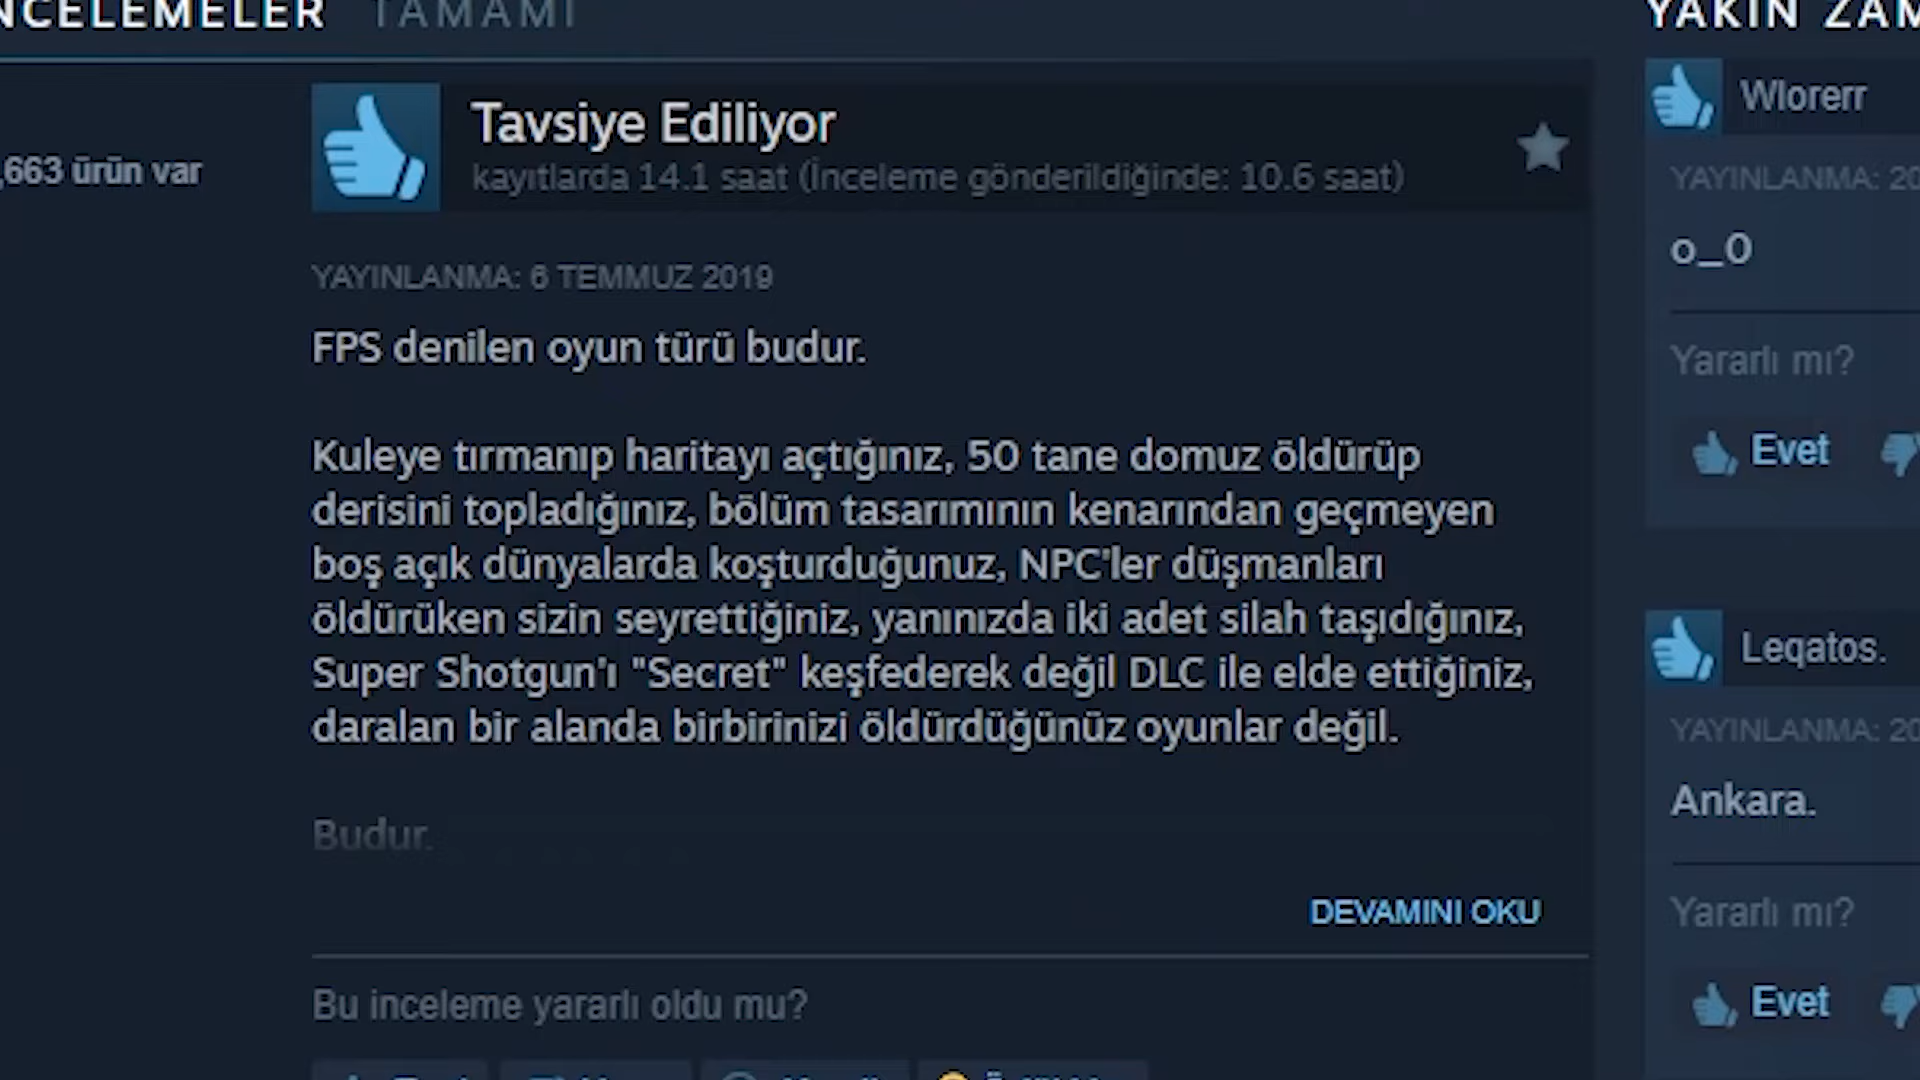 NCELEMELER TAMAMI
,663 ürün var
Tavsiye Ediliyor
kayıtlarda 14.1 saat (İnceleme gönderildiğinde: 10.6 saat)
YAYINLANMA: 6 TEMMUZ 2019
FPS denilen oyun türü budur.
Kuleye tırmanıp haritayı açtığınız, 50 tane domuz öldürüp
derisini topladığınız, bölüm tasarımının kenarından geçmeyen
boş açık dünyalarda koşturduğunuz, NPC'ler düşmanları
öldürüken sizin seyrettiğiniz, yanınızda iki adet silah taşıdığınız,
Super Shotgun'ı "Secret" keşfederek değil DLC ile elde ettiğiniz,
daralan bir alanda birbirinizi öldürdüğünüz oyunlar değil.
Budur.
DEVAMINI OKU
Bu inceleme yararlı oldu mu?
YAKIN ZAM
Wlorerr
YAYINLANMA: 20
o_O
Yararlı mı?
Evet
Leqatos.
YAYINLANMA: 20
Ankara.
Yararlı mı?
Evet